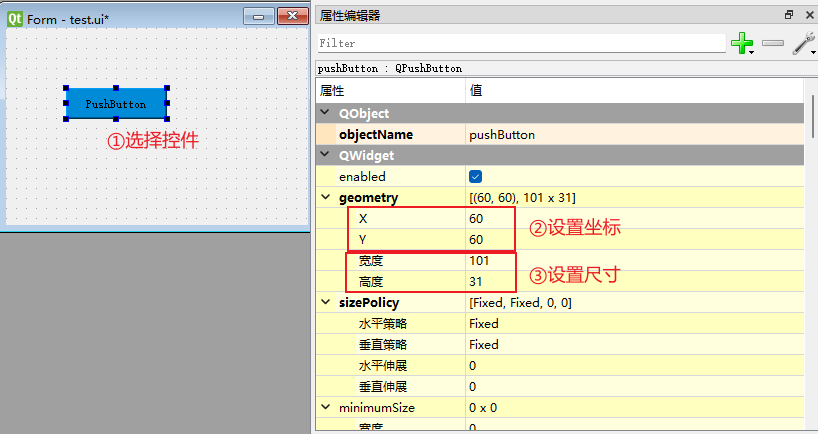 Form - test.ui*
PushButton
①选择控件
属性编辑器
Filter
pushButton : QPushButton
属性 值
QObject
objectName pushButton
QWidget
enabled
geometry [(60, 60), 101 x 31]
X 60
Y 60
②设置坐标
宽度 101
高度 31
③设置尺寸
sizePolicy [Fixed, Fixed, 0, 0]
水平策略 Fixed
垂直策略 Fixed
水平伸展 0
垂直伸展 0
minimumSize 0 x 0
宽度 0